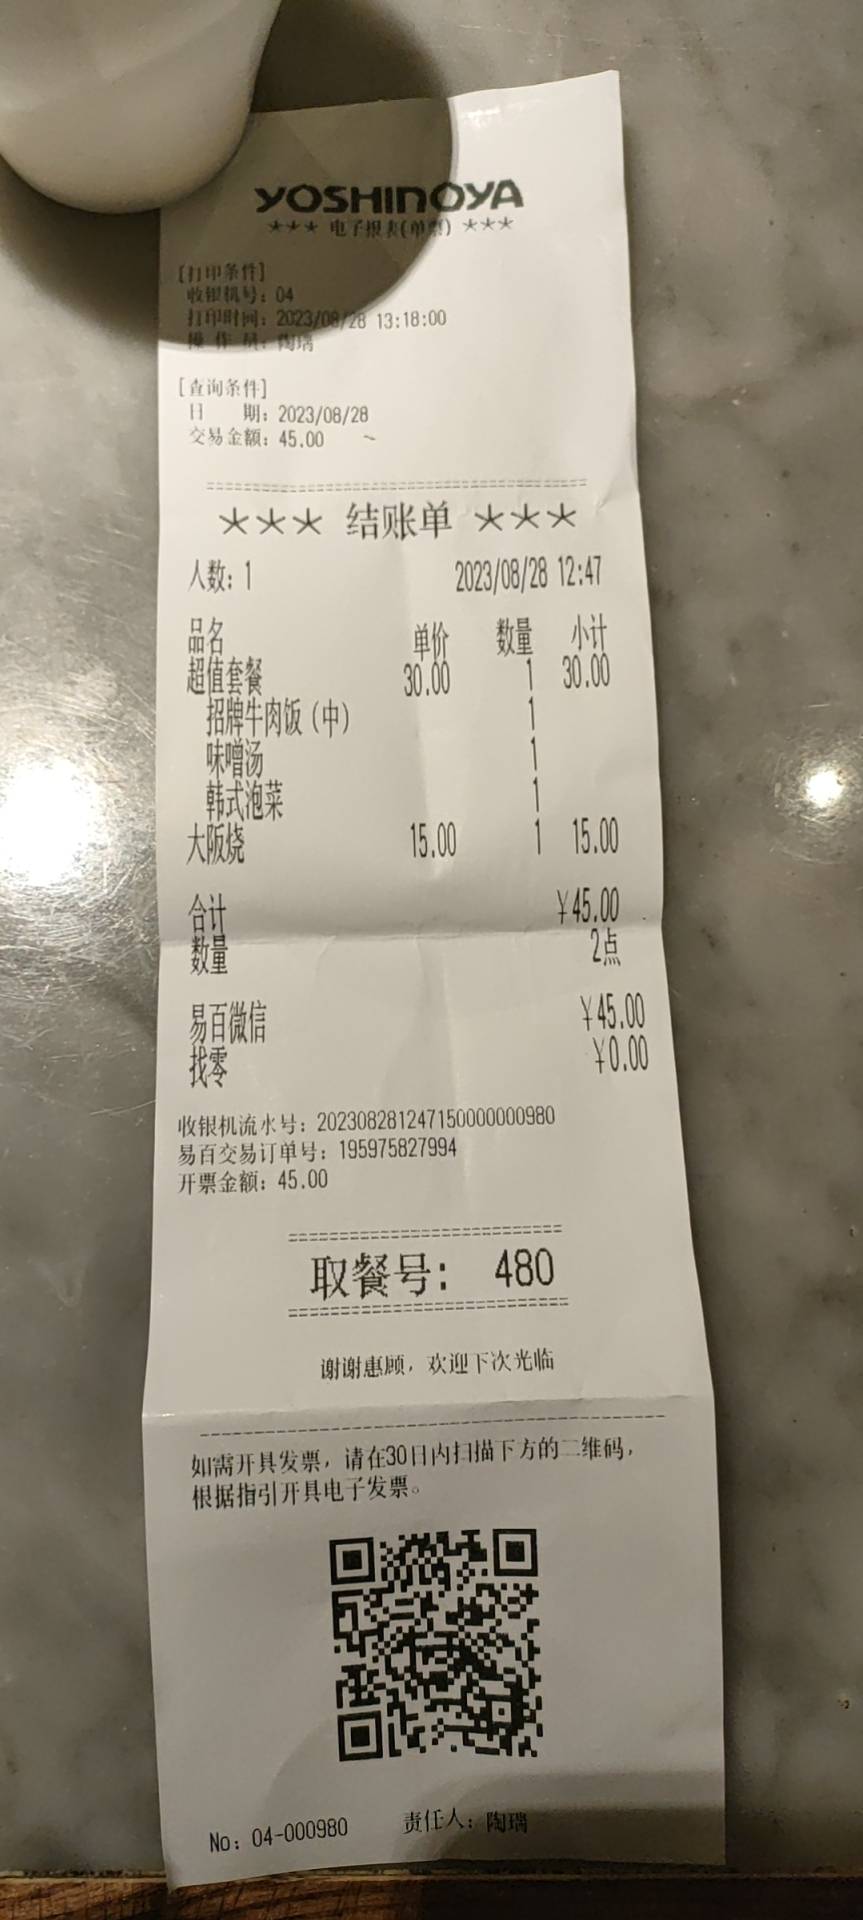 YOSHINOYA
*** 电子报表(单票) ***
[打印条件]
收银机号: 04
打印时间: 2023/08/28 13:18:00
操 作 员: 陶瑀
[查询条件]
日 期: 2023/08/28
交易金额: 45.00
*** 结账单 ***
人数: 1 2023/08/28 12:47
品名 单价 数量 小计
超值套餐 30.00 1 30.00
招牌牛肉饭(中) 1
味噌汤 1
韩式泡菜 1
大阪烧 15.00 1 15.00
合计 ¥45.00
数量 2点
易百微信 ¥45.00
找零 ¥0.00
收银机流水号: 202308281247150000000980
易百交易订单号: 195975827994
开票金额: 45.00
取餐号: 480
谢谢惠顾, 欢迎下次光临
如需开具发票, 请在30日内扫描下方的二维码,
根据指引开具电子发票。
No: 04-000980 责任人: 陶瑀